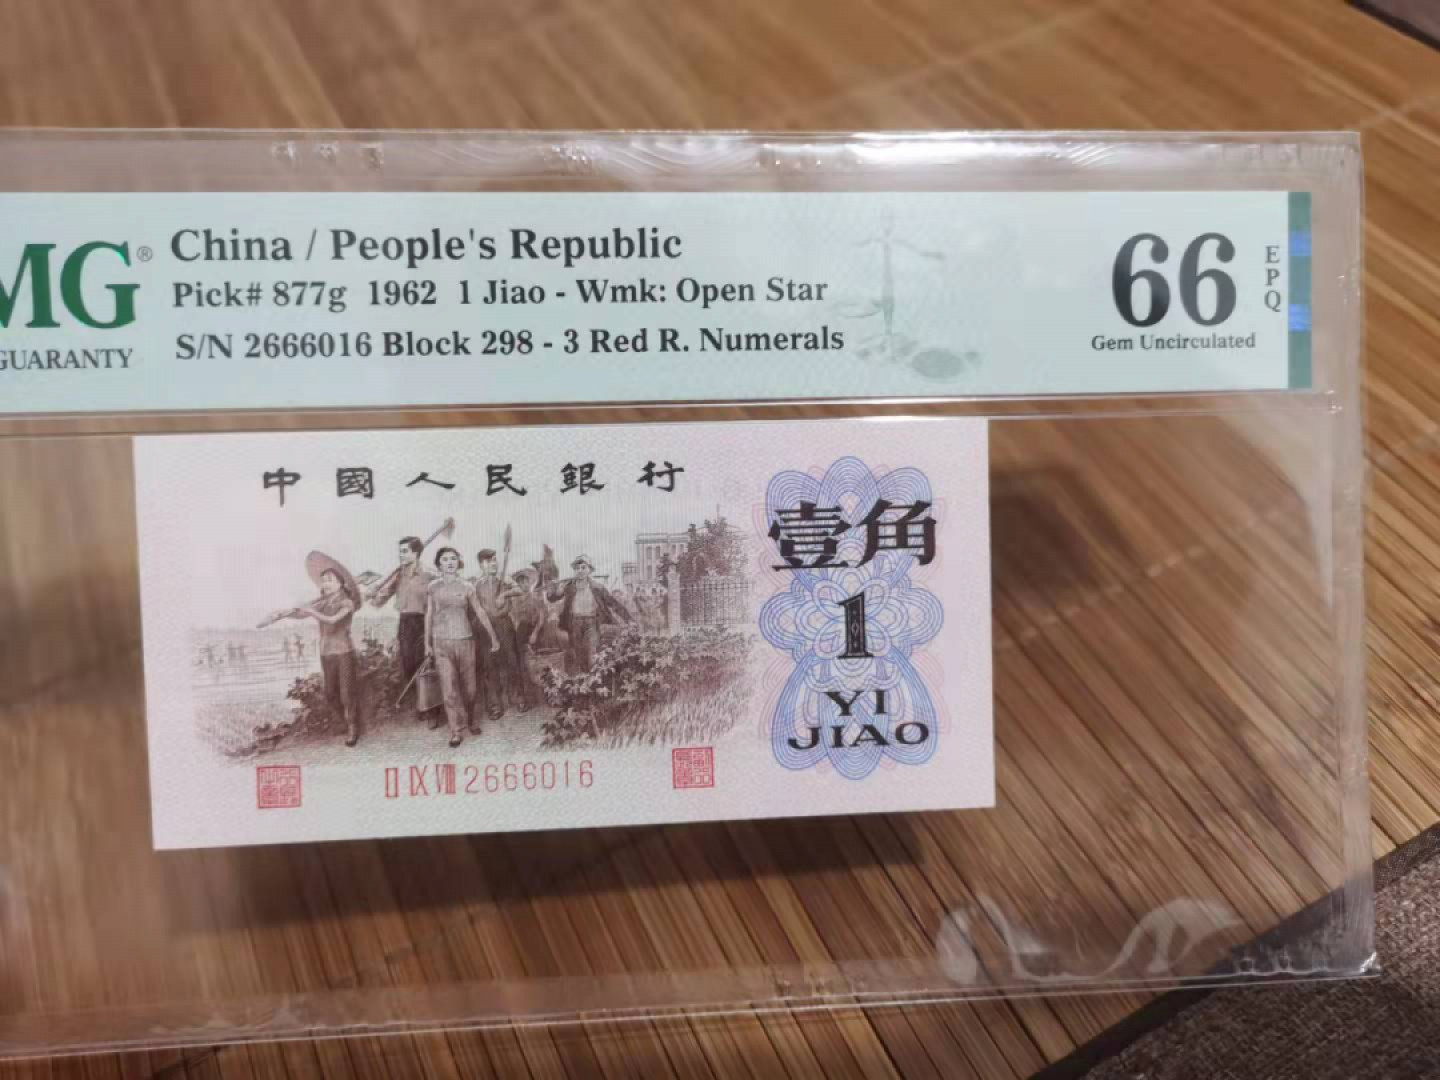 MG®
GUARANTY
China / People's Republic
Pick# 877g 1962 1 Jiao - Wmk: Open Star
S/N 2666016 Block 298 - 3 Red R. Numerals
66
EPQ
Gem Uncirculated
中國人民銀行
壹角
1
YI
JIAO
II IX VIII 2666016